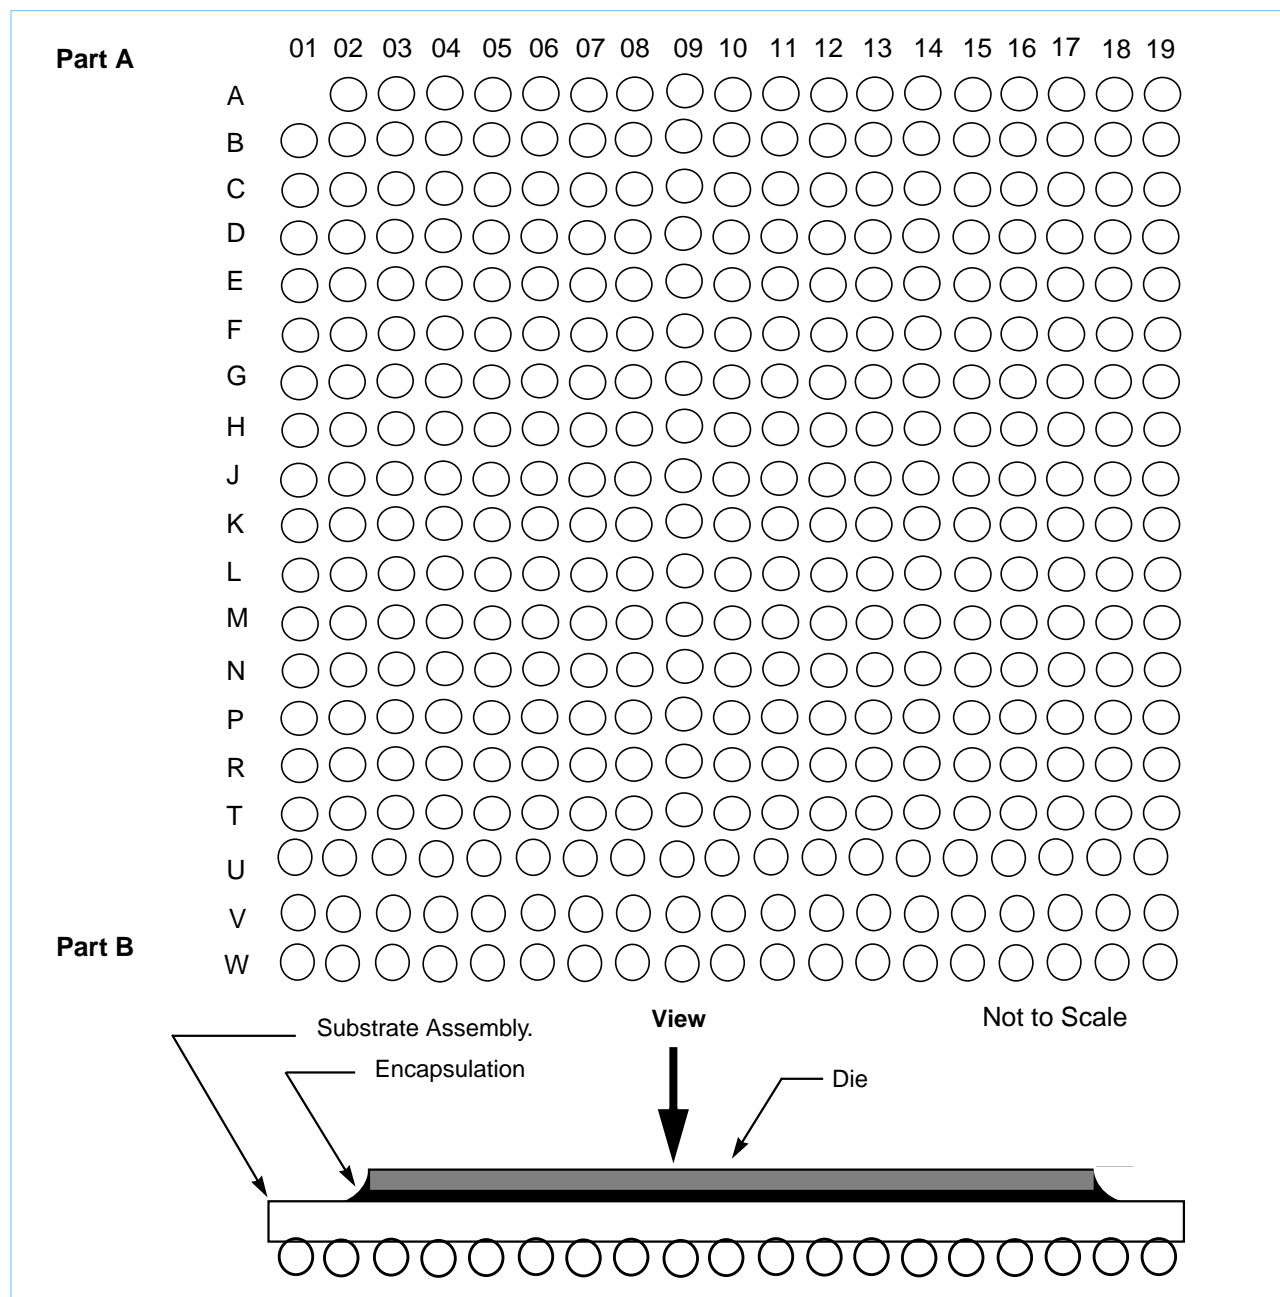 Part A
01 02 03 04 05 06 07 08 09 10 11 12 13 14 15 16 17 18 19
A
B
C
D
E
F
G
H
J
K
L
M
N
P
R
T
U
V
Part B
W
Substrate Assembly.
View
Not to Scale
Encapsulation
Die